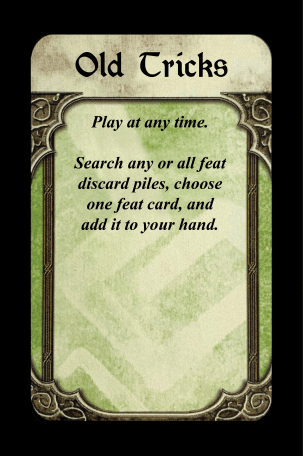 Old Tricks
Play at any time.
Search any or all feat
discard piles, choose
one feat card, and
add it to your hand.